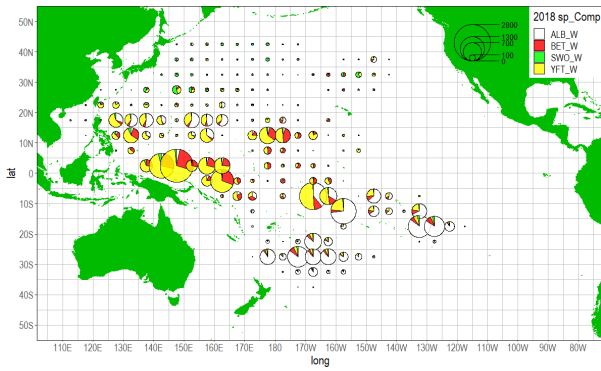 50N
40N
30N
20N
10N
0
10S
20S
30S
40S
50S
lat
110E 120E 130E 140E 150E 160E 170E 180 170W 160W 150W 140W 130W 120W 110W 100W 90W 80W
long
2800
1300
700
100
0
2018 sp_Comp
ALB_W
BET_W
SWO_W
YFT_W